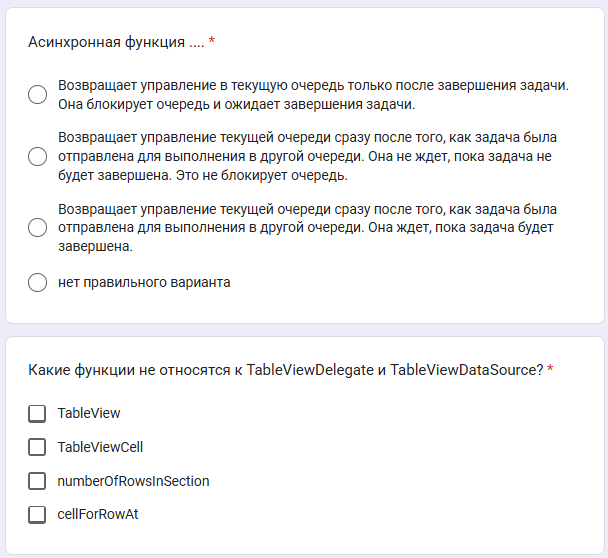 Асинхронная функция .... *
Возвращает управление в текущую очередь только после завершения задачи.
Она блокирует очередь и ожидает завершения задачи.
Возвращает управление текущей очереди сразу после того, как задача была
отправлена для выполнения в другой очереди. Она не ждет, пока задача не
будет завершена. Это не блокирует очередь.
Возвращает управление текущей очереди сразу после того, как задача была
отправлена для выполнения в другой очереди. Она ждет, пока задача будет
завершена.
нет правильного варианта
Какие функции не относятся к TableViewDelegate и TableViewDataSource? *
TableView
TableViewCell
numberOfRowsInSection
cellForRowAt